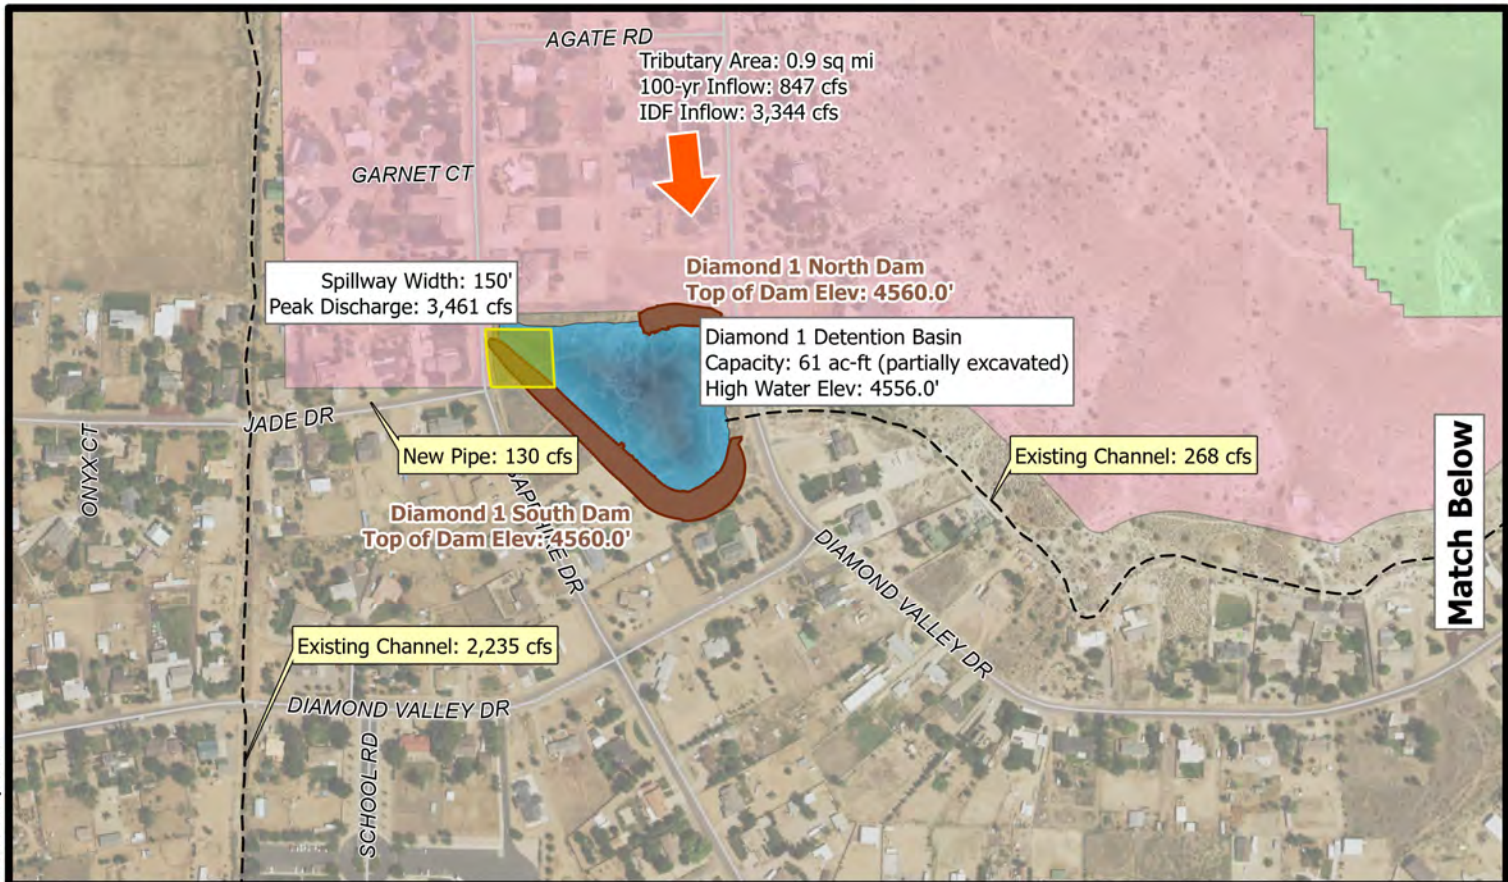 AGATE RD
Tributary Area: 0.9 sq mi
100-yr Inflow: 847 cfs
IDF Inflow: 3,344 cfs
GARNET CT
Spillway Width: 150'
Peak Discharge: 3,461 cfs
Diamond 1 North Dam
Top of Dam Elev: 4560.0'
Diamond 1 Detention Basin
Capacity: 61 ac-ft (partially excavated)
High Water Elev: 4556.0'
JADE DR
ONYX CT
New Pipe: 130 cfs
Existing Channel: 268 cfs
Match Below
Diamond 1 South Dam
Top of Dam Elev: 4560.0'
SAPPHIRE DR
DIAMOND VALLEY DR
Existing Channel: 2,235 cfs
DIAMOND VALLEY DR
SCHOOL RD